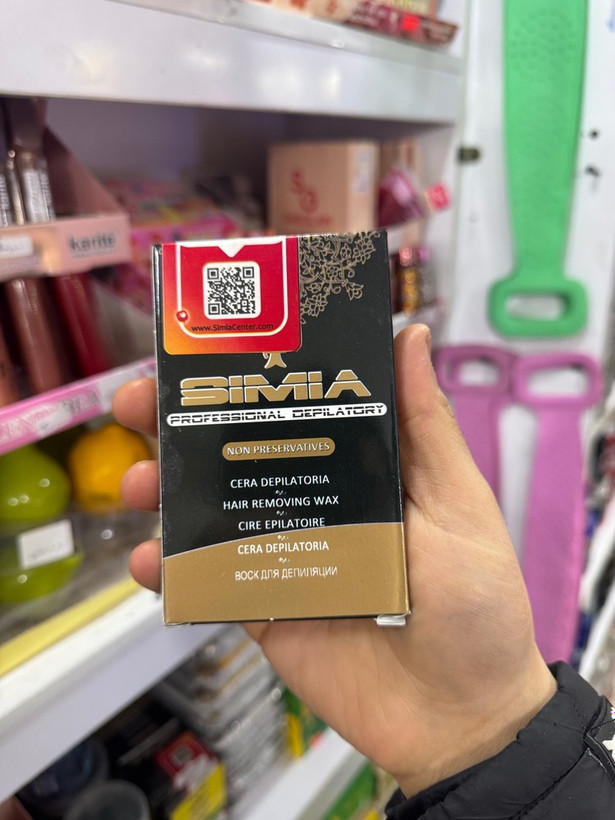 www.SimiaCenter.com
SIMIA
PROFESSIONAL DEPILATORY
NON PRESERVATIVES
CERA DEPILATORIA
HAIR REMOVING WAX
CIRE EPILATOIRE
CERA DEPILATORIA
ВОСК ДЛЯ ДЕПИЛЯЦИИ
karité